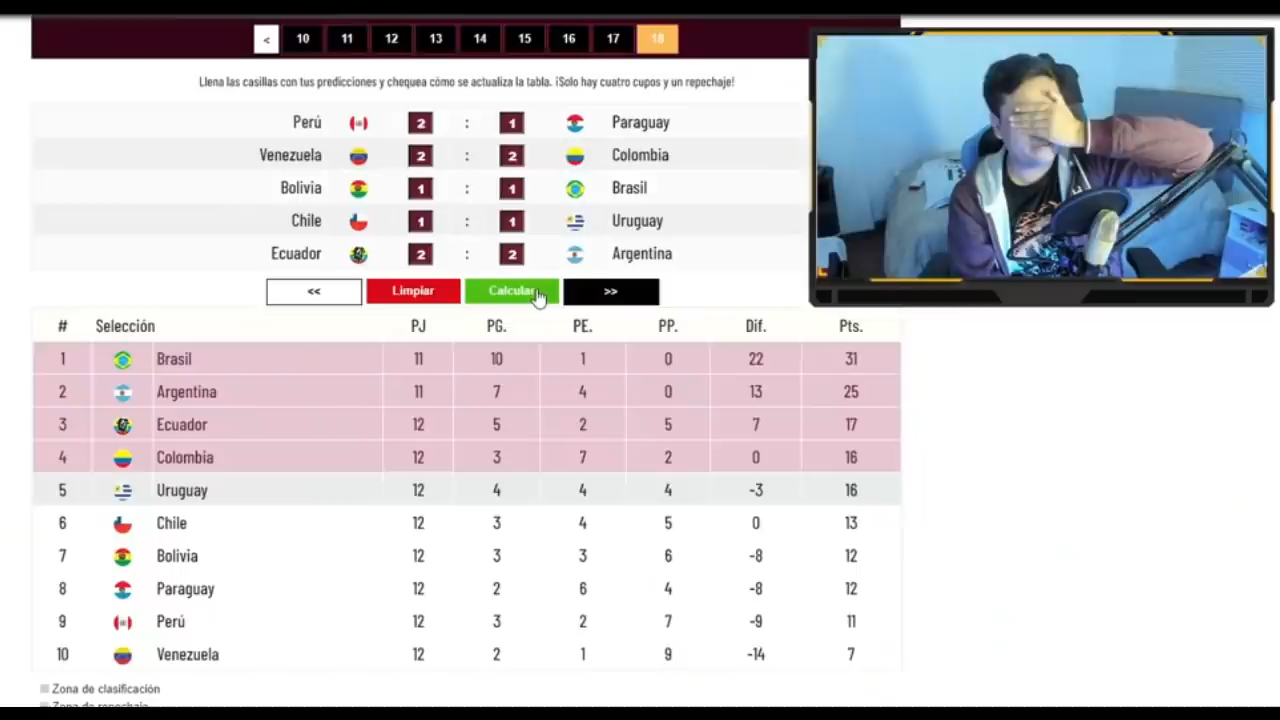 < 10 11 12 13 14 15 16 17 18
Llena las casillas con tus predicciones y chequea cómo se actualiza la tabla. ¡Solo hay cuatro cupos y un repechaje!
Perú 2 : 1 Paraguay
Venezuela 2 : 2 Colombia
Bolivia 1 : 1 Brasil
Chile 1 : 1 Uruguay
Ecuador 2 : 2 Argentina
<< Limpiar Calcular >>
# Selección PJ PG. PE. PP. Dif. Pts.
1 Brasil 11 10 1 0 22 31
2 Argentina 11 7 4 0 13 25
3 Ecuador 12 5 2 5 7 17
4 Colombia 12 3 7 2 0 16
5 Uruguay 12 4 4 4 -3 16
6 Chile 12 3 4 5 0 13
7 Bolivia 12 3 3 6 -8 12
8 Paraguay 12 2 6 4 -8 12
9 Perú 12 3 2 7 -9 11
10 Venezuela 12 2 1 9 -14 7
Zona de clasificación
Zona de repechaje